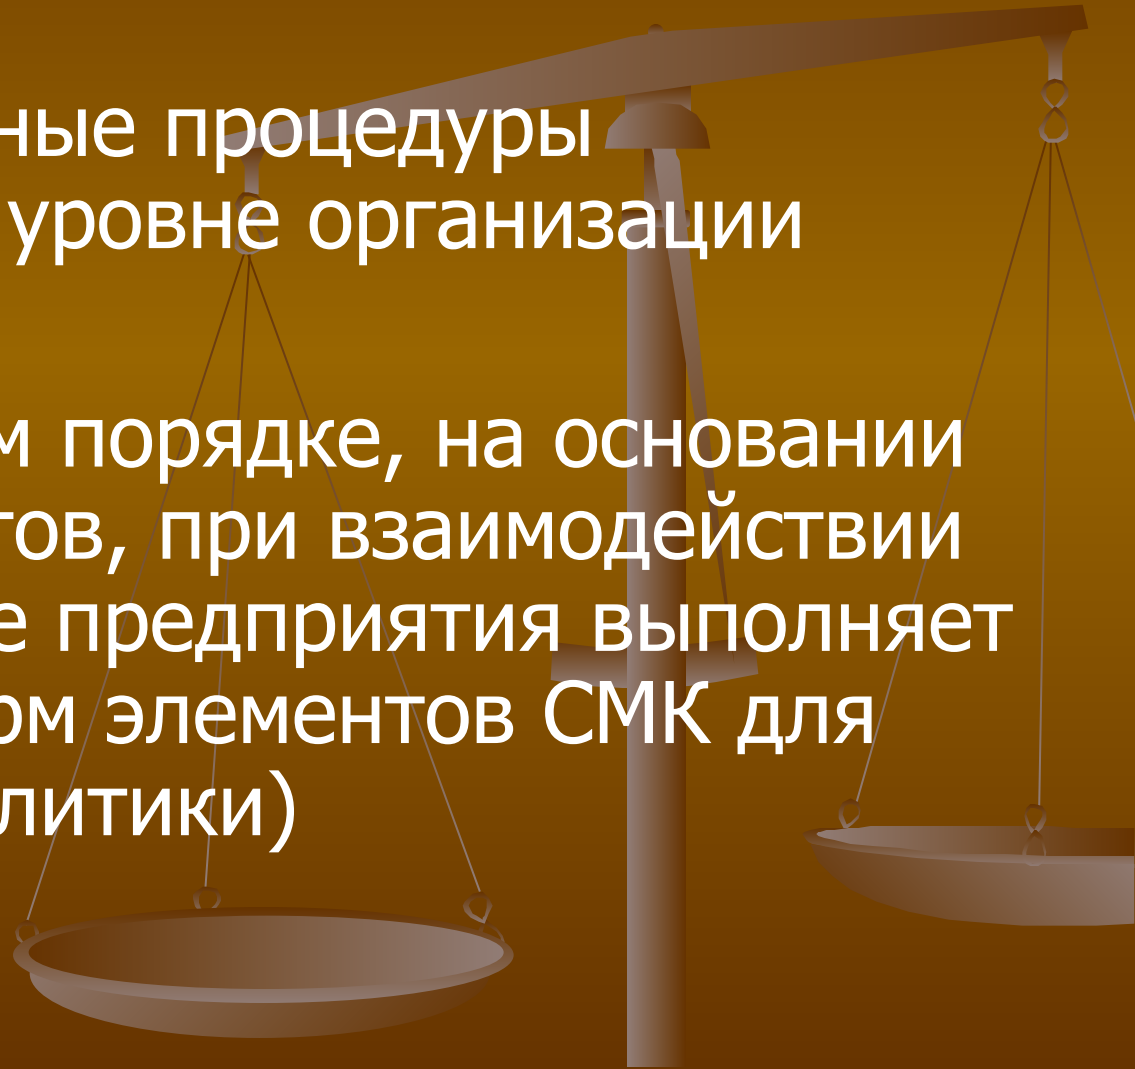 ные процедуры
уровне организации
м порядке, на основании
тов, при взаимодействии
е предприятия выполняет
ом элементов СМК для
литики)